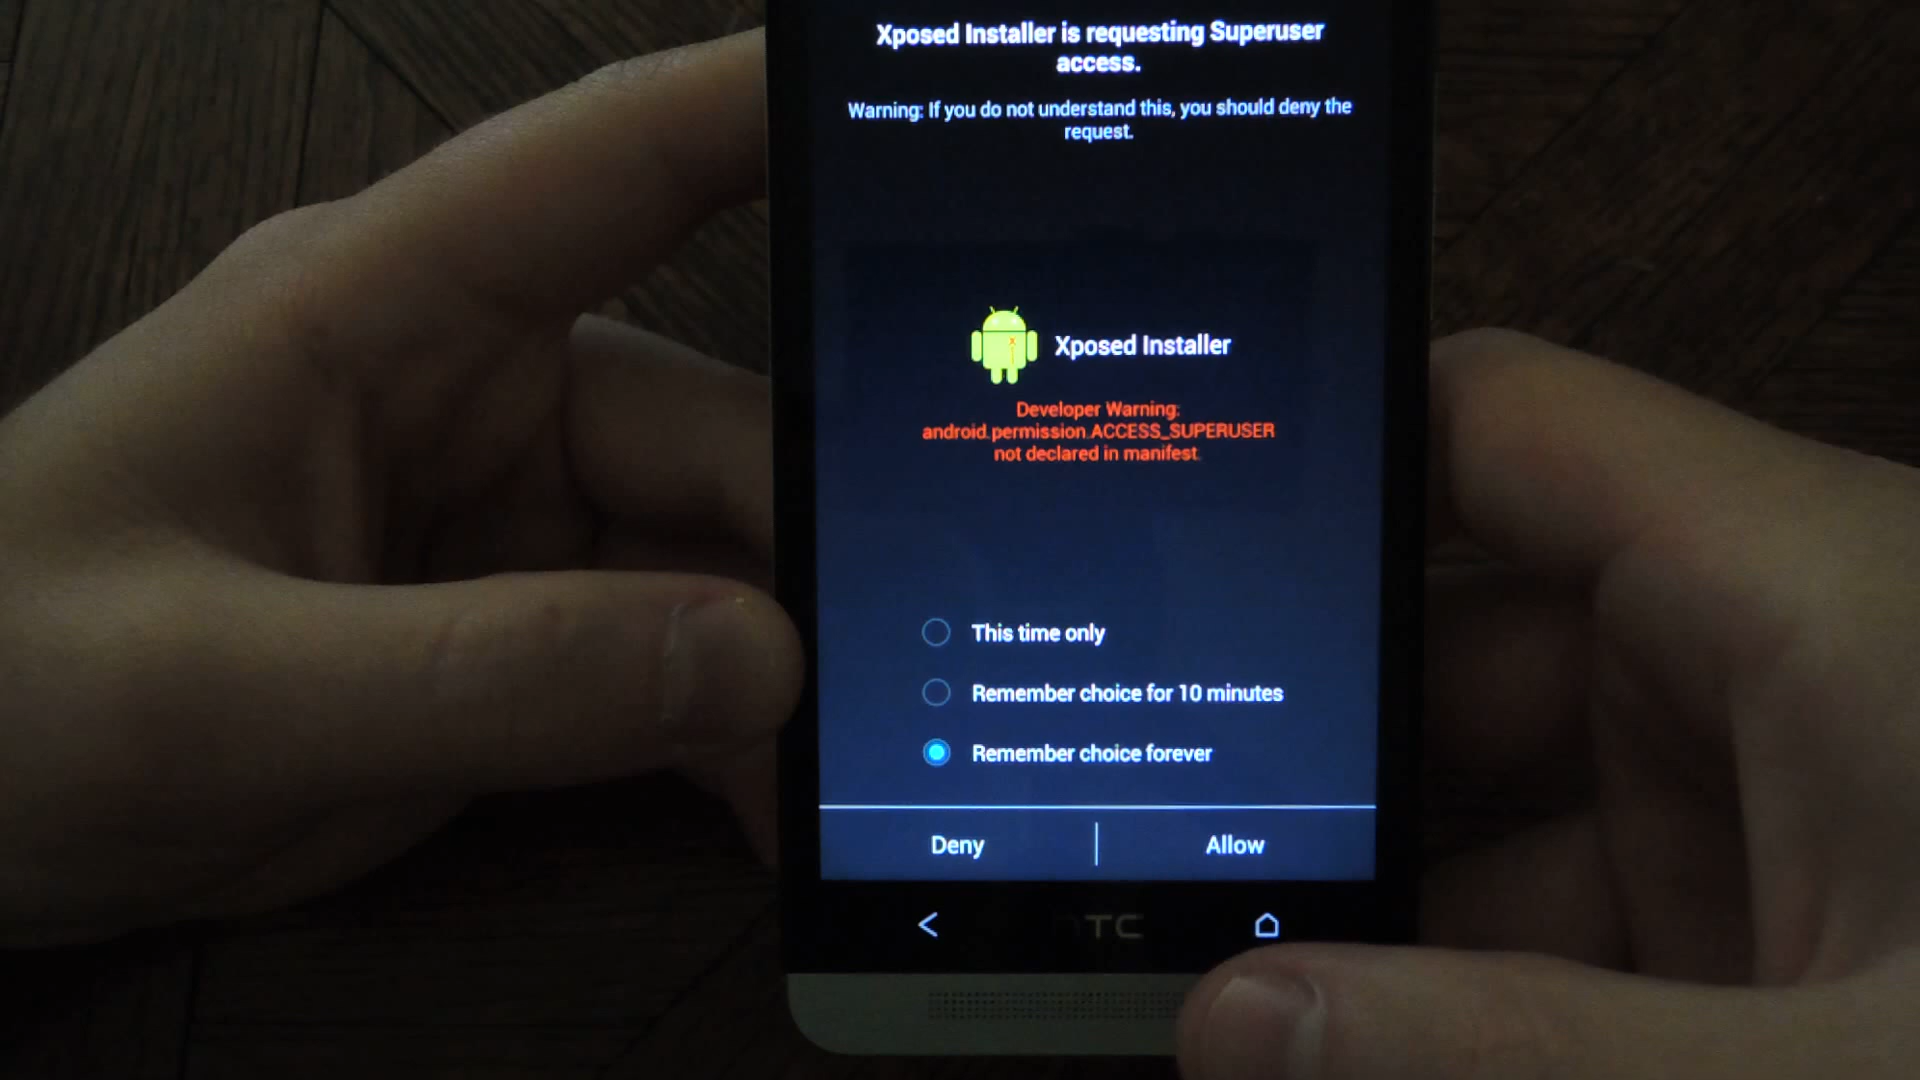 Xposed Installer is requesting Superuser
access.
Warning: If you do not understand this, you should deny the
request.
Xposed Installer
Developer Warning:
android.permission.ACCESS_SUPERUSER
not declared in manifest.
This time only
Remember choice for 10 minutes
Remember choice forever
Deny
Allow
hTC